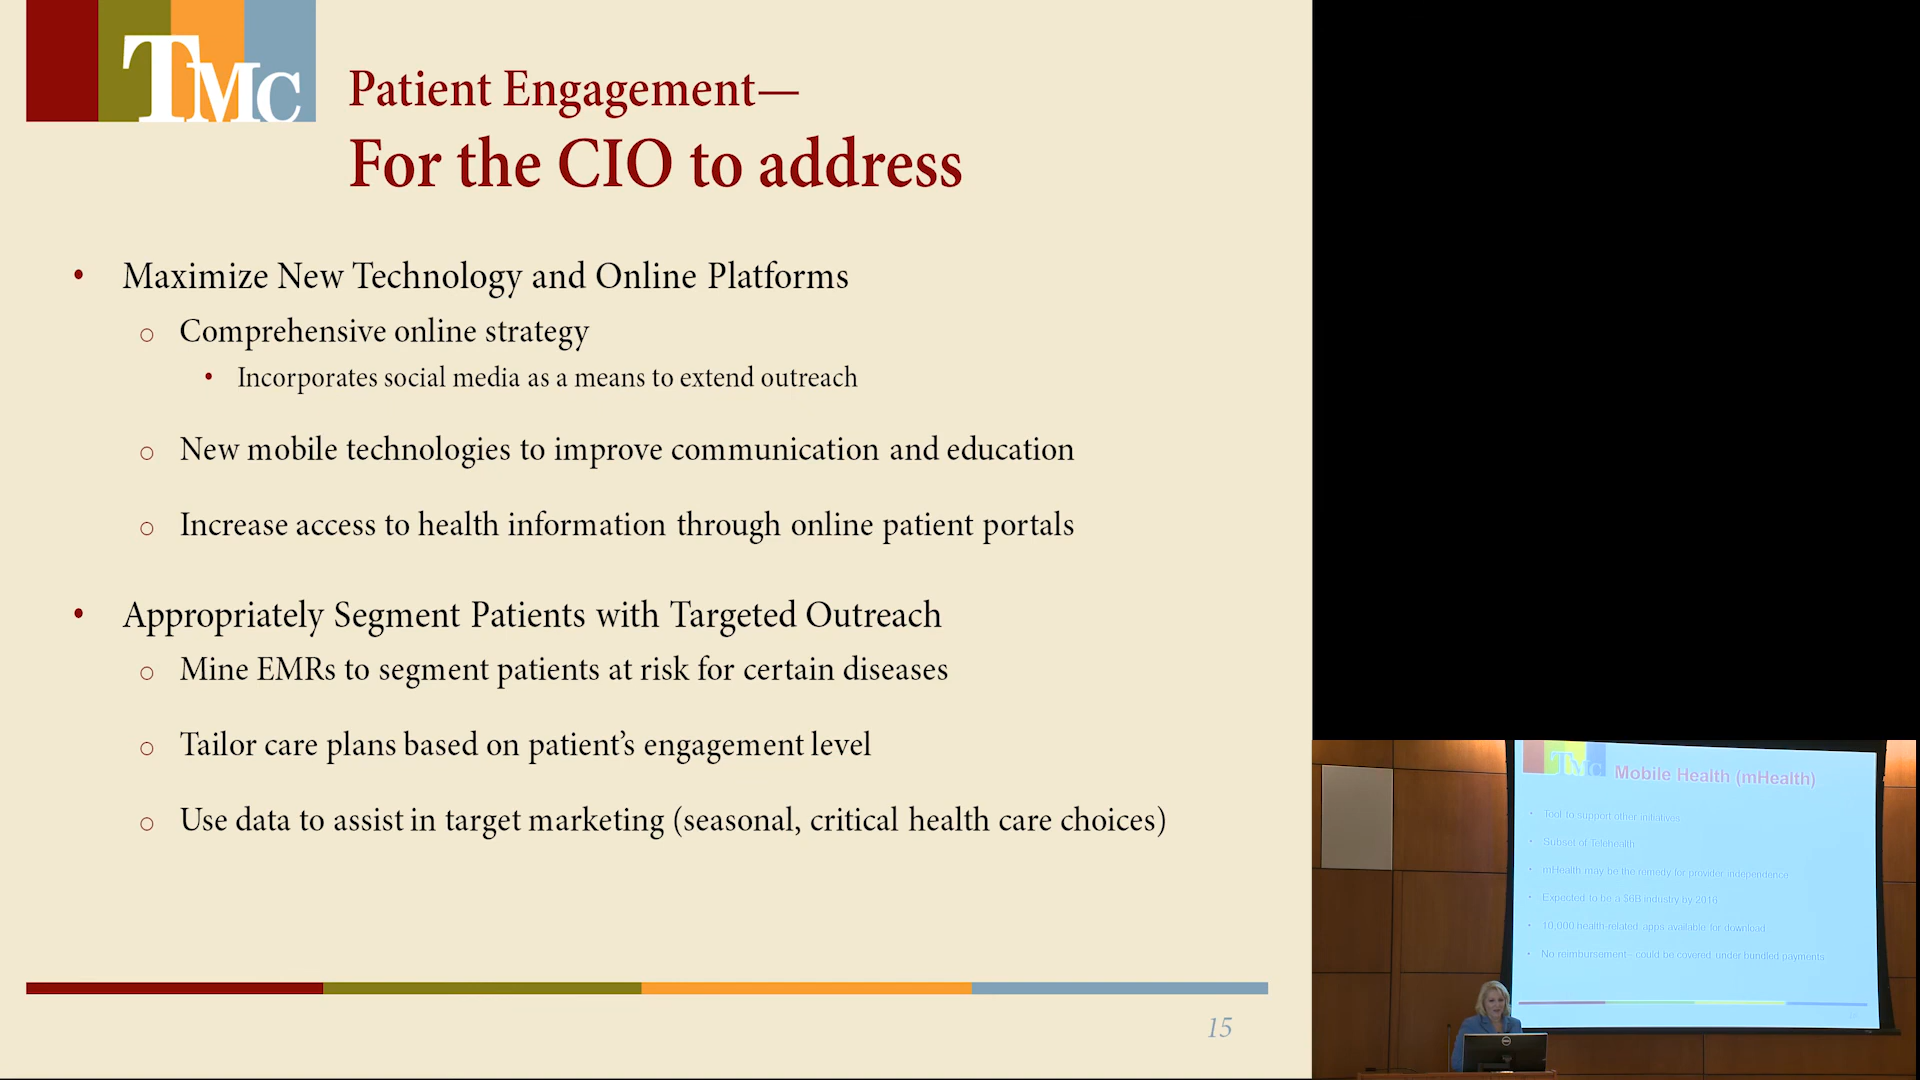 TMC
Patient Engagement—
For the CIO to address
• Maximize New Technology and Online Platforms
○ Comprehensive online strategy
• Incorporates social media as a means to extend outreach
○ New mobile technologies to improve communication and education
○ Increase access to health information through online patient portals
• Appropriately Segment Patients with Targeted Outreach
○ Mine EMRs to segment patients at risk for certain diseases
○ Tailor care plans based on patient’s engagement level
○ Use data to assist in target marketing (seasonal, critical health care choices)
15
TMC
Mobile Health (mHealth)
• Tool to support other initiatives
• Subset of Telehealth
• mHealth may be the remedy for provider independence
• Expected to be a $6B industry by 2016
• 10,000 health-related apps available for download
• No reimbursement - could be covered under bundled payments